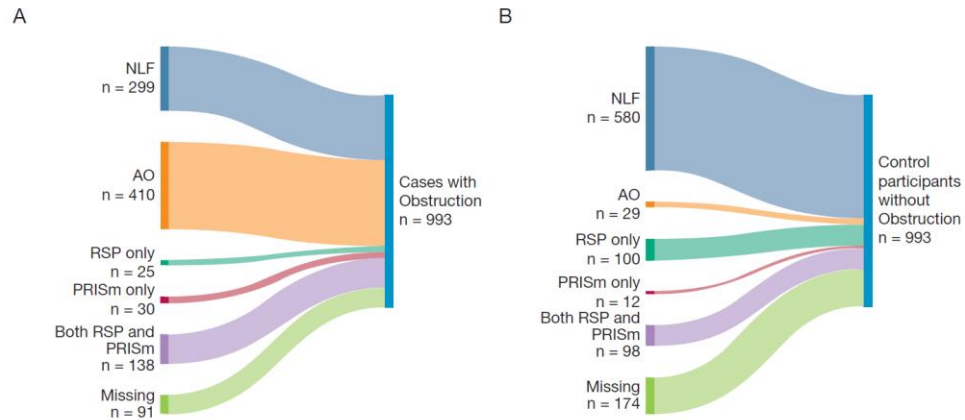 A
NLF
n = 299
AO
n = 410
RSP only
n = 25
PRISm only
n = 30
Both RSP and
PRISm
n = 138
Missing
n = 91
Cases with
Obstruction
n = 993
B
NLF
n = 580
AO
n = 29
RSP only
n = 100
PRISm only
n = 12
Both RSP and
PRISm
n = 98
Missing
n = 174
Control
participants
without
Obstruction
n = 993